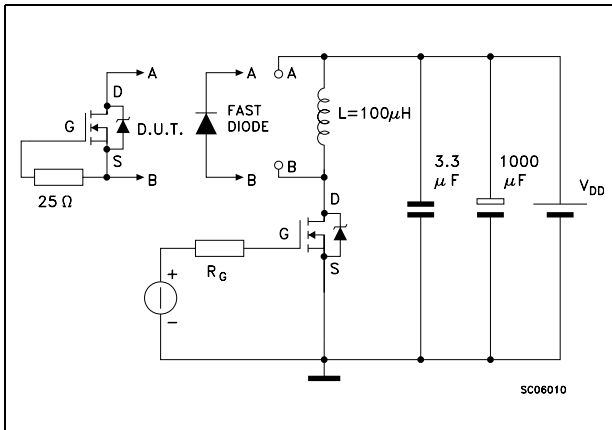 A
D
G
D.U.T.
S
B
25 Ω
A
FAST
DIODE
B
A
L=100μH
B
D
G
S
R_G
+
−
3.3
μF
1000
μF
V_DD
SC06010